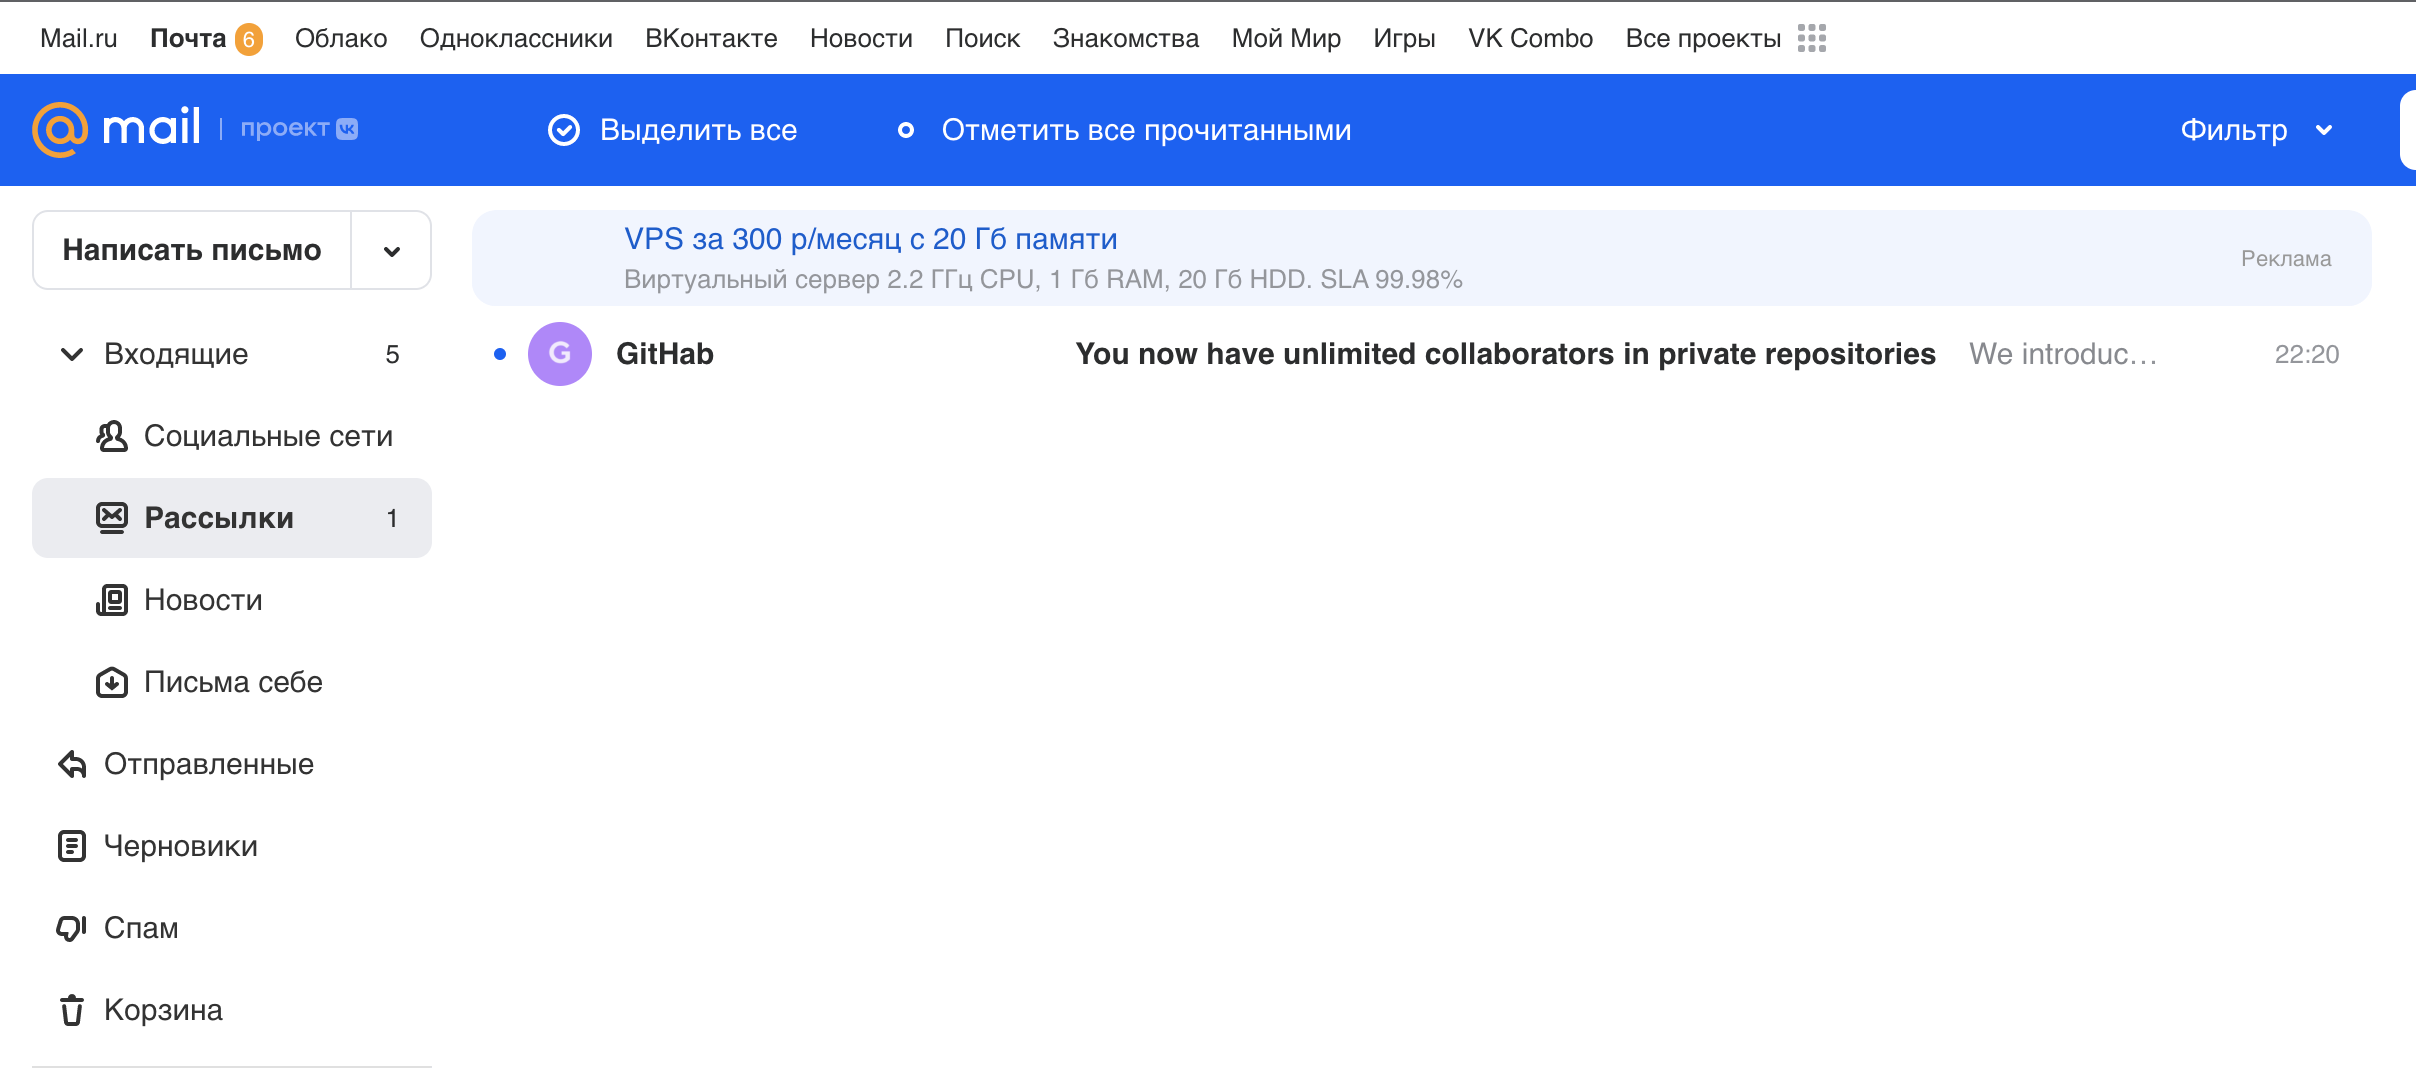 Mail.ru Почта 6 Облако Одноклассники ВКонтакте Новости Поиск Знакомства Мой Мир Игры VK Combo Все проекты
@mail | проект VK Выделить все Отметить все прочитанными Фильтр
Написать письмо
VPS за 300 р/месяц с 20 Гб памяти
Виртуальный сервер 2.2 ГГц CPU, 1 Гб RAM, 20 Гб HDD. SLA 99.98%
Реклама
Входящие 5
G GitHab You now have unlimited collaborators in private repositories We introduc... 22:20
Социальные сети
Рассылки 1
Новости
Письма себе
Отправленные
Черновики
Спам
Корзина